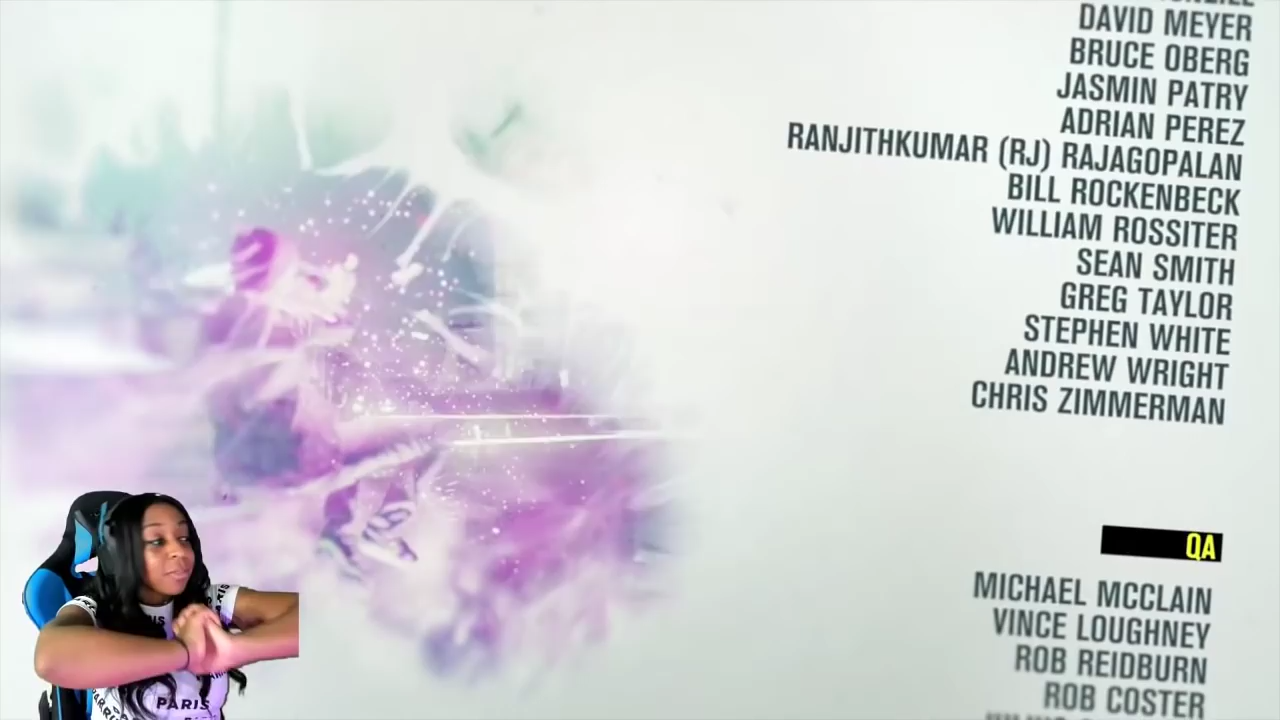 DAVID MEYER
BRUCE OBERG
JASMIN PATRY
ADRIAN PEREZ
RANJITHKUMAR (RJ) RAJAGOPALAN
BILL ROCKENBECK
WILLIAM ROSSITER
SEAN SMITH
GREG TAYLOR
STEPHEN WHITE
ANDREW WRIGHT
CHRIS ZIMMERMAN
QA
MICHAEL MCCLAIN
VINCE LOUGHNEY
ROB REIDBURN
ROB COSTER
PARIS